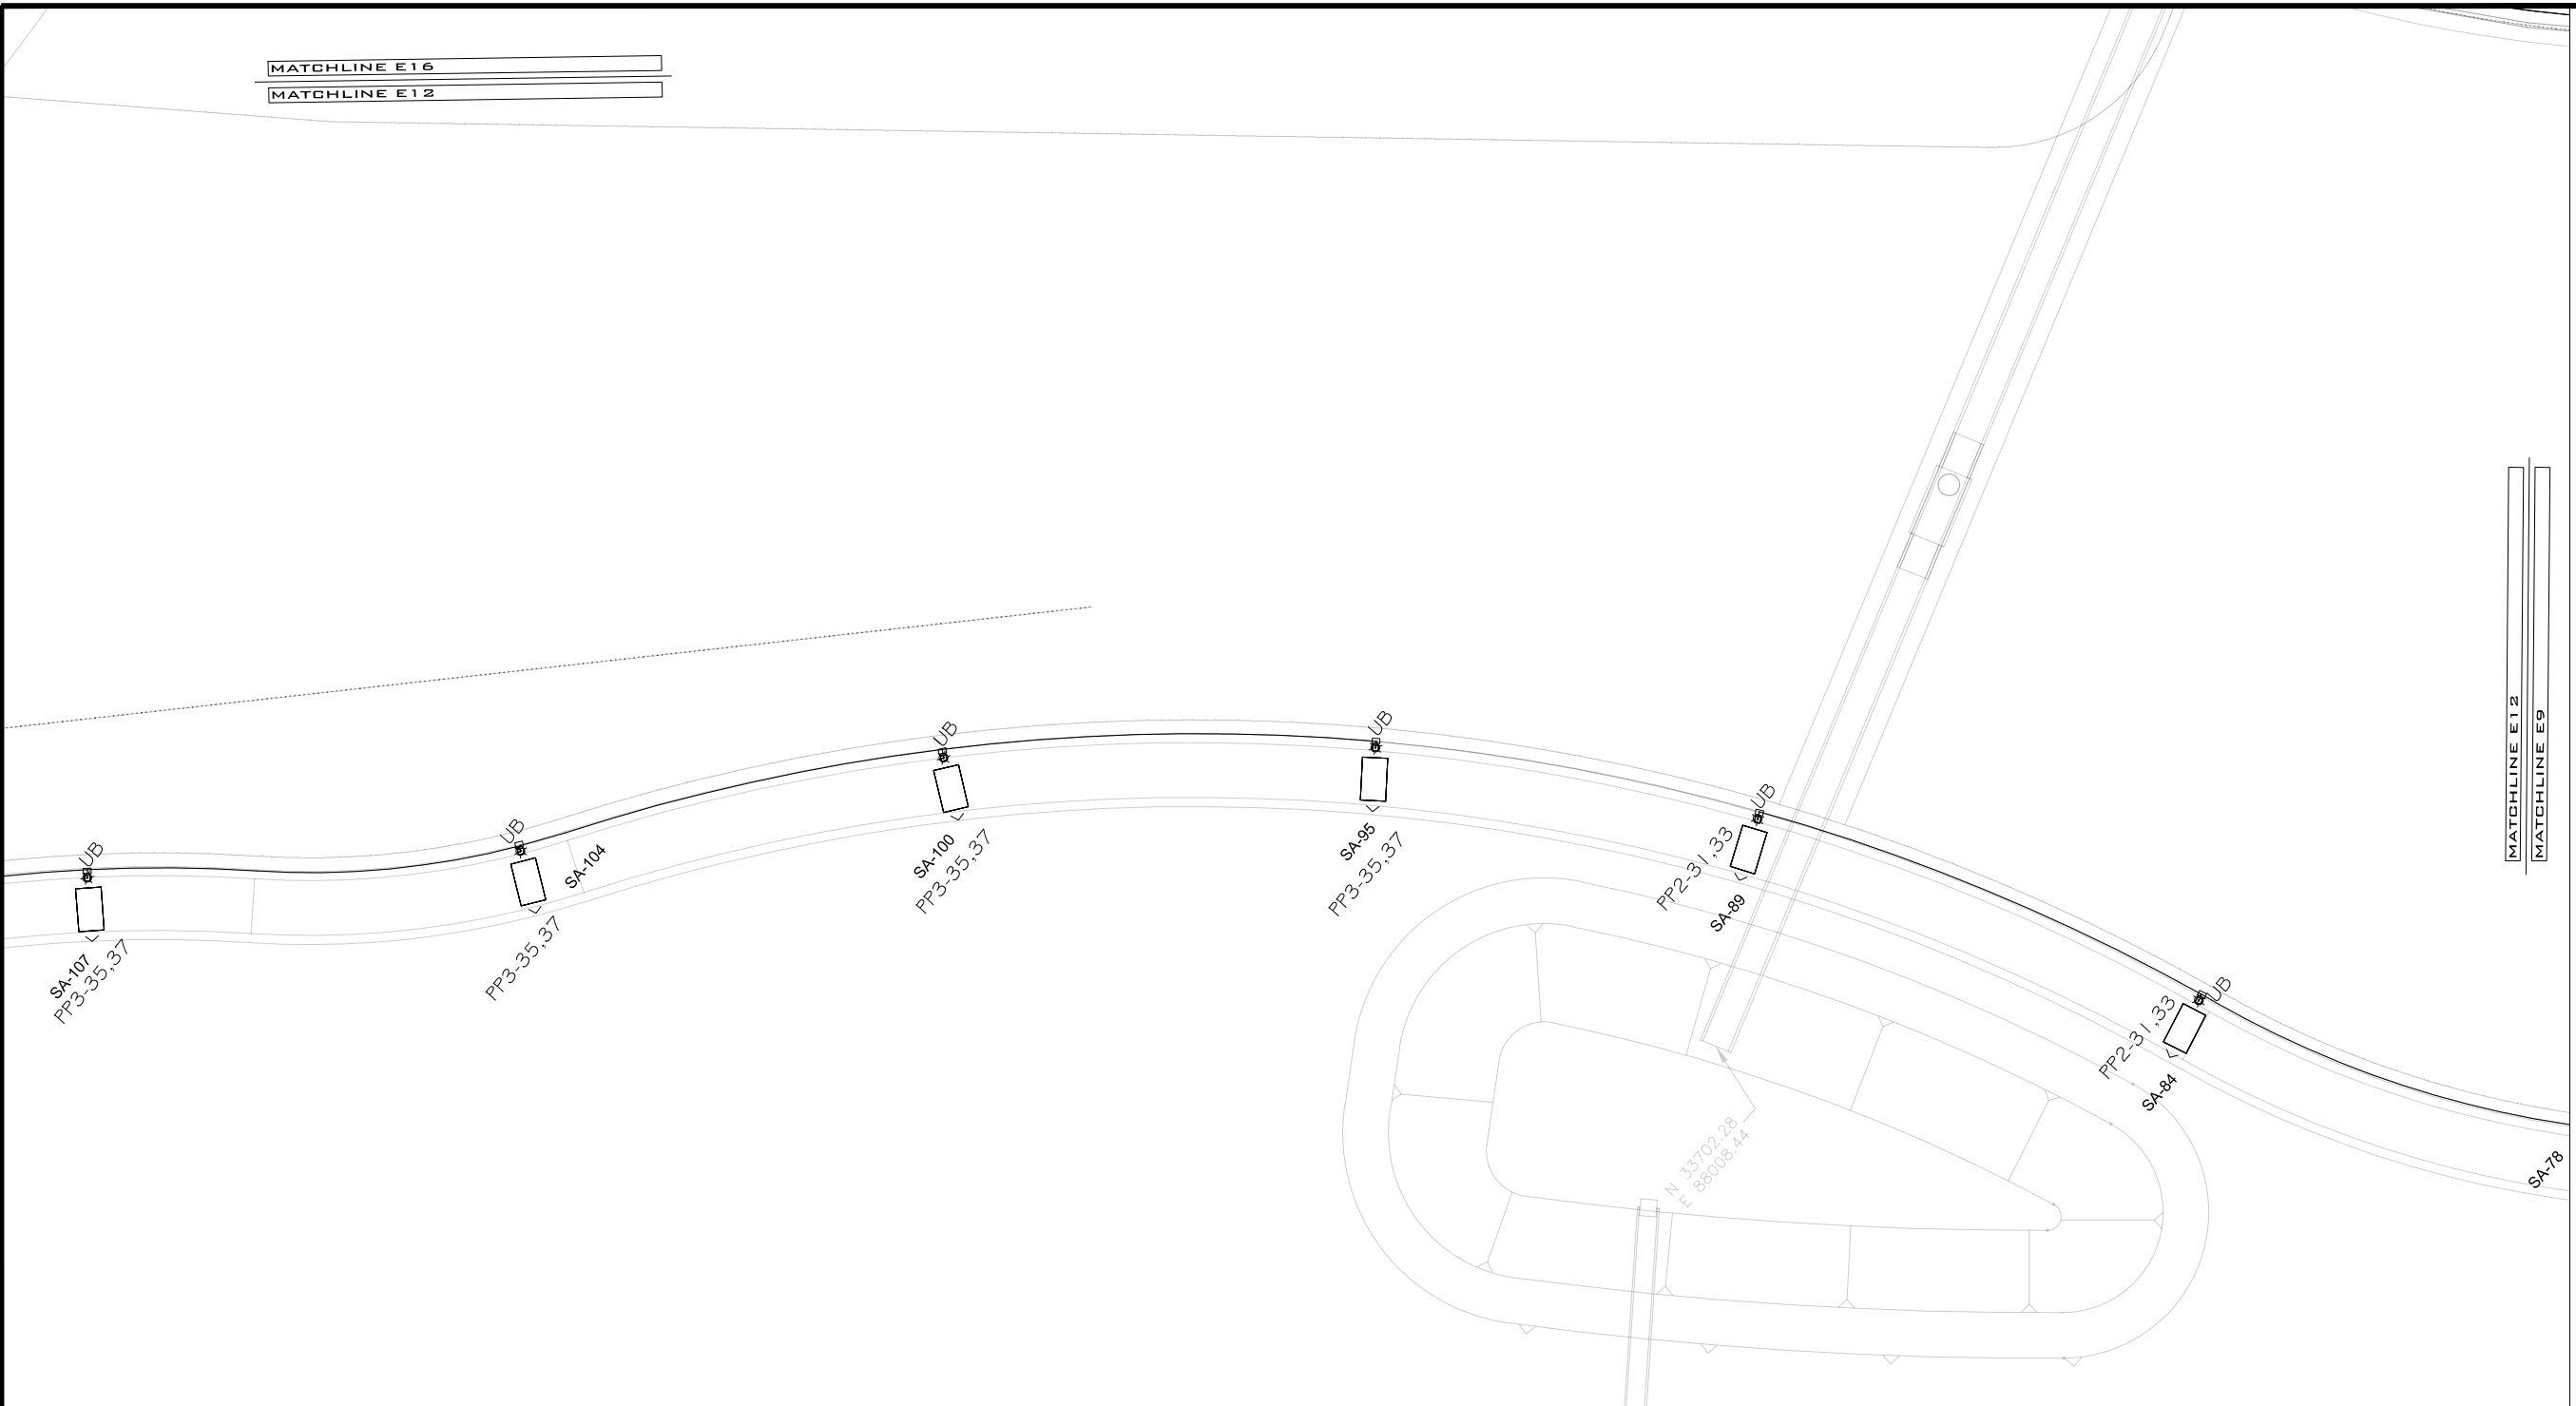 MATCHLINE E16
MATCHLINE E12
UB
SA-107
PP3-35,37
UB
SA-104
PP3-35,37
UB
SA-100
PP3-35,37
UB
SA-95
PP3-35,37
UB
PP2-31,33
SA-89
UB
PP2-31,33
SA-84
SA-78
N 33702.28
E 88008.44
MATCHLINE E12
MATCHLINE E9